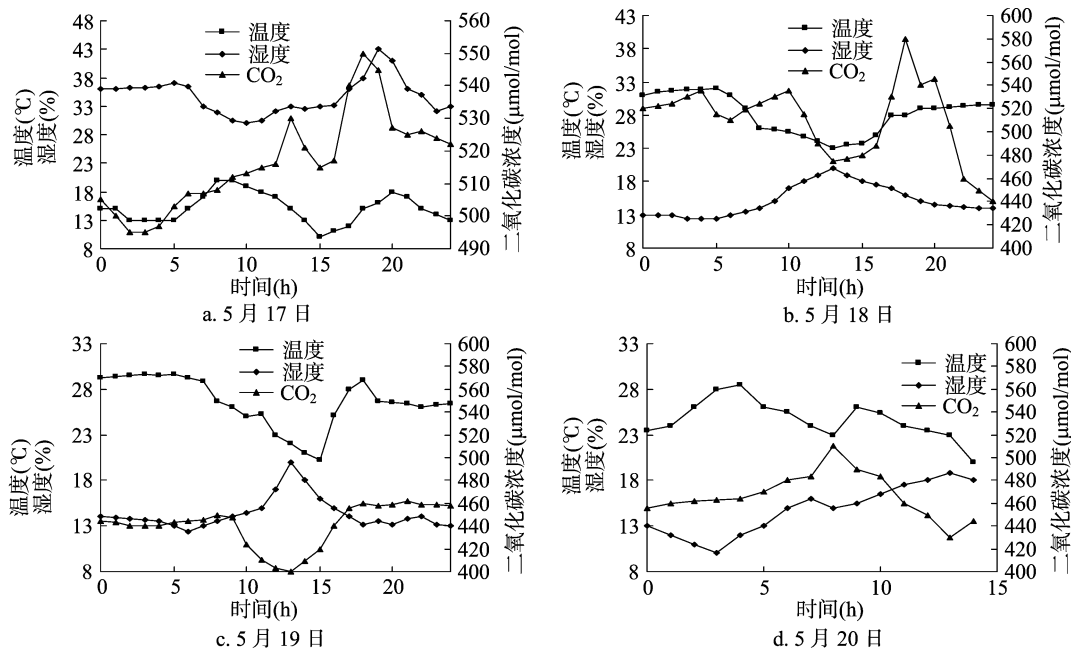 48
43
38
33
28
23
18
13
8
温度(℃)
湿度(%)
温度
湿度
CO₂
560
550
540
530
520
510
500
490
二氧化碳浓度(μmol/mol)
0 5 10 15 20
时间(h)
a. 5 月 17 日
43
38
33
28
23
18
13
8
温度(℃)
湿度(%)
温度
湿度
CO₂
600
580
560
540
520
500
480
460
440
420
400
二氧化碳浓度(μmol/mol)
0 5 10 15 20
时间(h)
b. 5 月 18 日
33
28
23
18
13
8
温度(℃)
湿度(%)
温度
湿度
CO₂
600
580
560
540
520
500
480
460
440
420
400
二氧化碳浓度(μmol/mol)
0 5 10 15 20
时间(h)
c. 5 月 19 日
33
28
23
18
13
8
温度(℃)
湿度(%)
温度
湿度
CO₂
600
580
560
540
520
500
480
460
440
420
400
二氧化碳浓度(μmol/mol)
0 5 10 15
时间(h)
d. 5 月 20 日